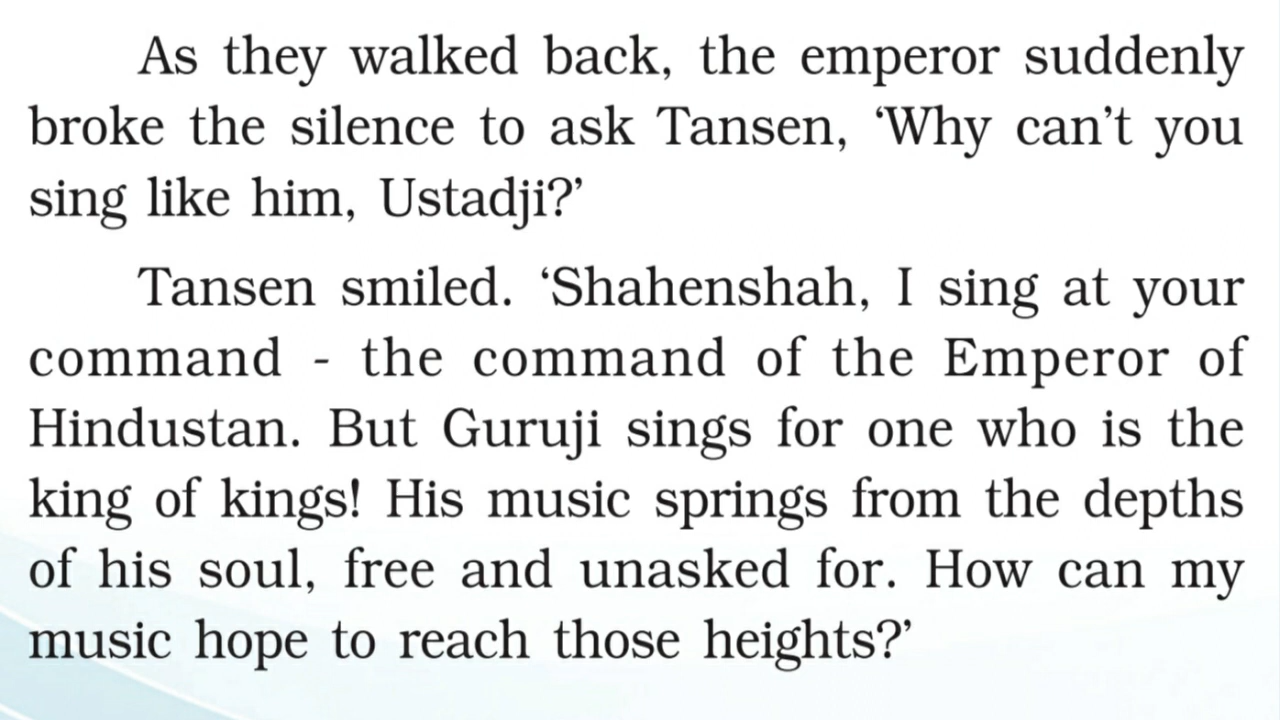 As they walked back, the emperor suddenly
broke the silence to ask Tansen, ‘Why can’t you
sing like him, Ustadji?’
Tansen smiled. ‘Shahenshah, I sing at your
command - the command of the Emperor of
Hindustan. But Guruji sings for one who is the
king of kings! His music springs from the depths
of his soul, free and unasked for. How can my
music hope to reach those heights?’